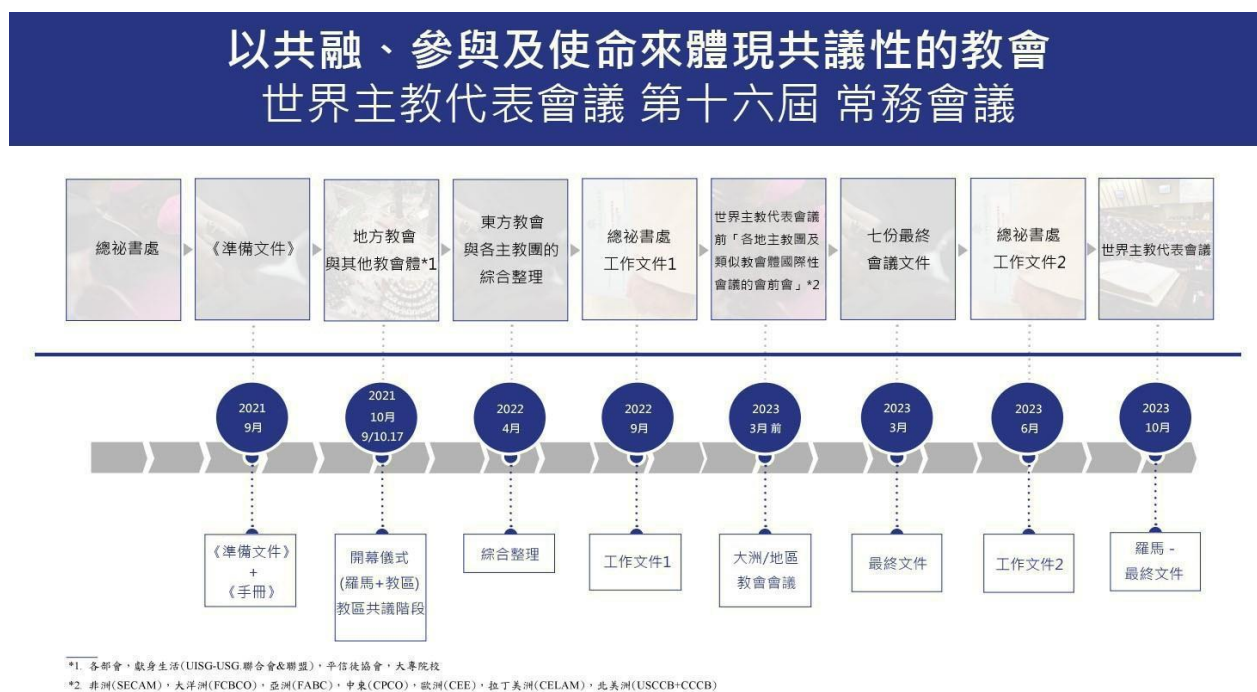 以共融、參與及使命來體現共議性的教會
世界主教代表會議 第十六屆 常務會議
總祕書處
《準備文件》
地方教會
與其他教會體*1
東方教會
與各主教團的
綜合整理
總祕書處
工作文件1
世界主教代表會議
前「各地主教團及
類似教會體國際性
會議的會前會」*2
七份最終
會議文件
總祕書處
工作文件2
世界主教代表會議
2021
9月
2021
10月
9/10.17
2022
4月
2022
9月
2023
3月 前
2023
3月
2023
6月
2023
10月
《準備文件》
+
《手冊》
開幕儀式
(羅馬+教區)
教區共議階段
綜合整理
工作文件1
大洲/地區
教會會議
最終文件
工作文件2
羅馬 -
最終文件
*1. 各部會，獻身生活(UISG-USG.聯合會&聯盟)，平信徒協會，大專院校
*2. 非洲(SECAM)，大洋洲(FCBCO)，亞洲(FABC)，中東(CPCO)，歐洲(CEE)，拉丁美洲(CELAM)，北美洲(USCCB+CCCB)